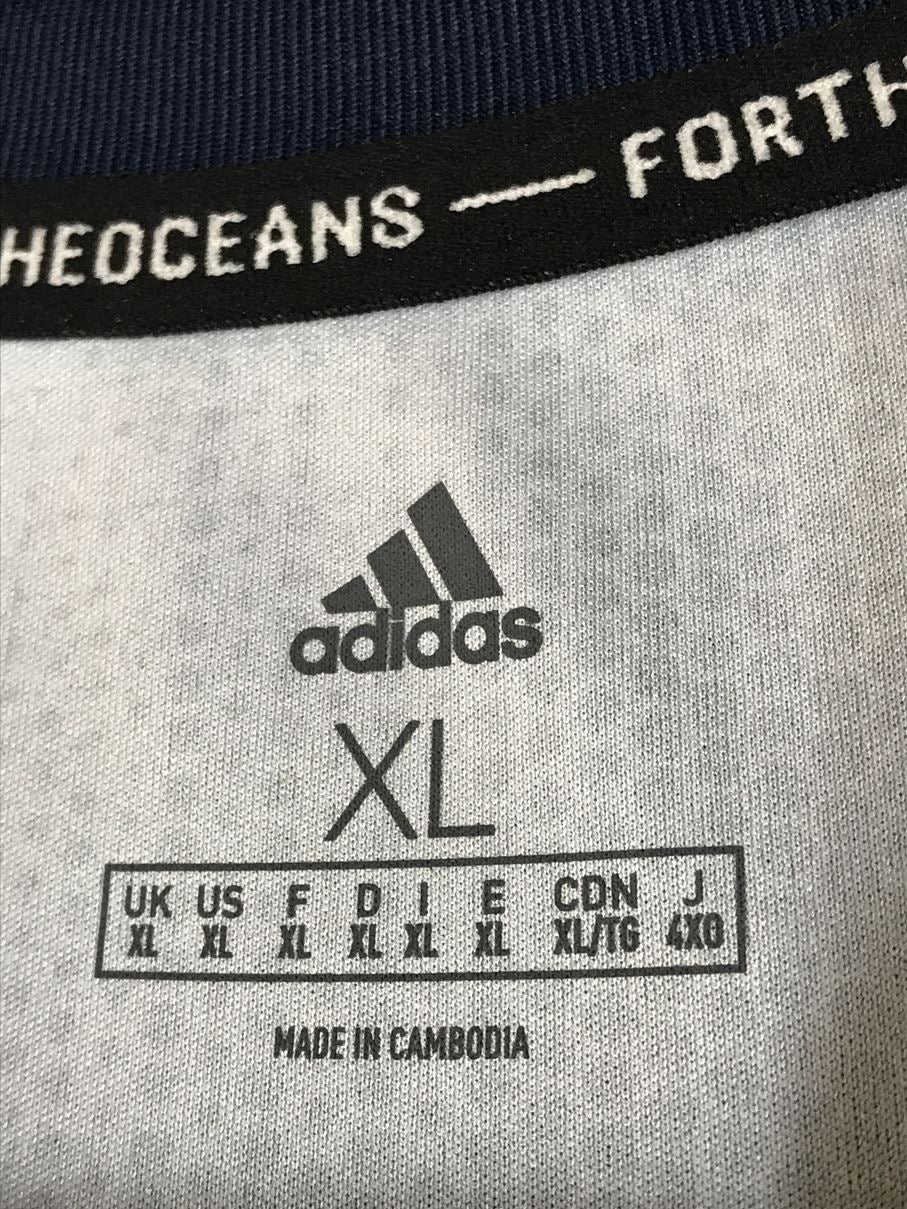 HEOCEANS — FORTH
adidas
XL
UK US F D I E CDN J
XL XL XL XL XL XL XL/TG 4XO
MADE IN CAMBODIA